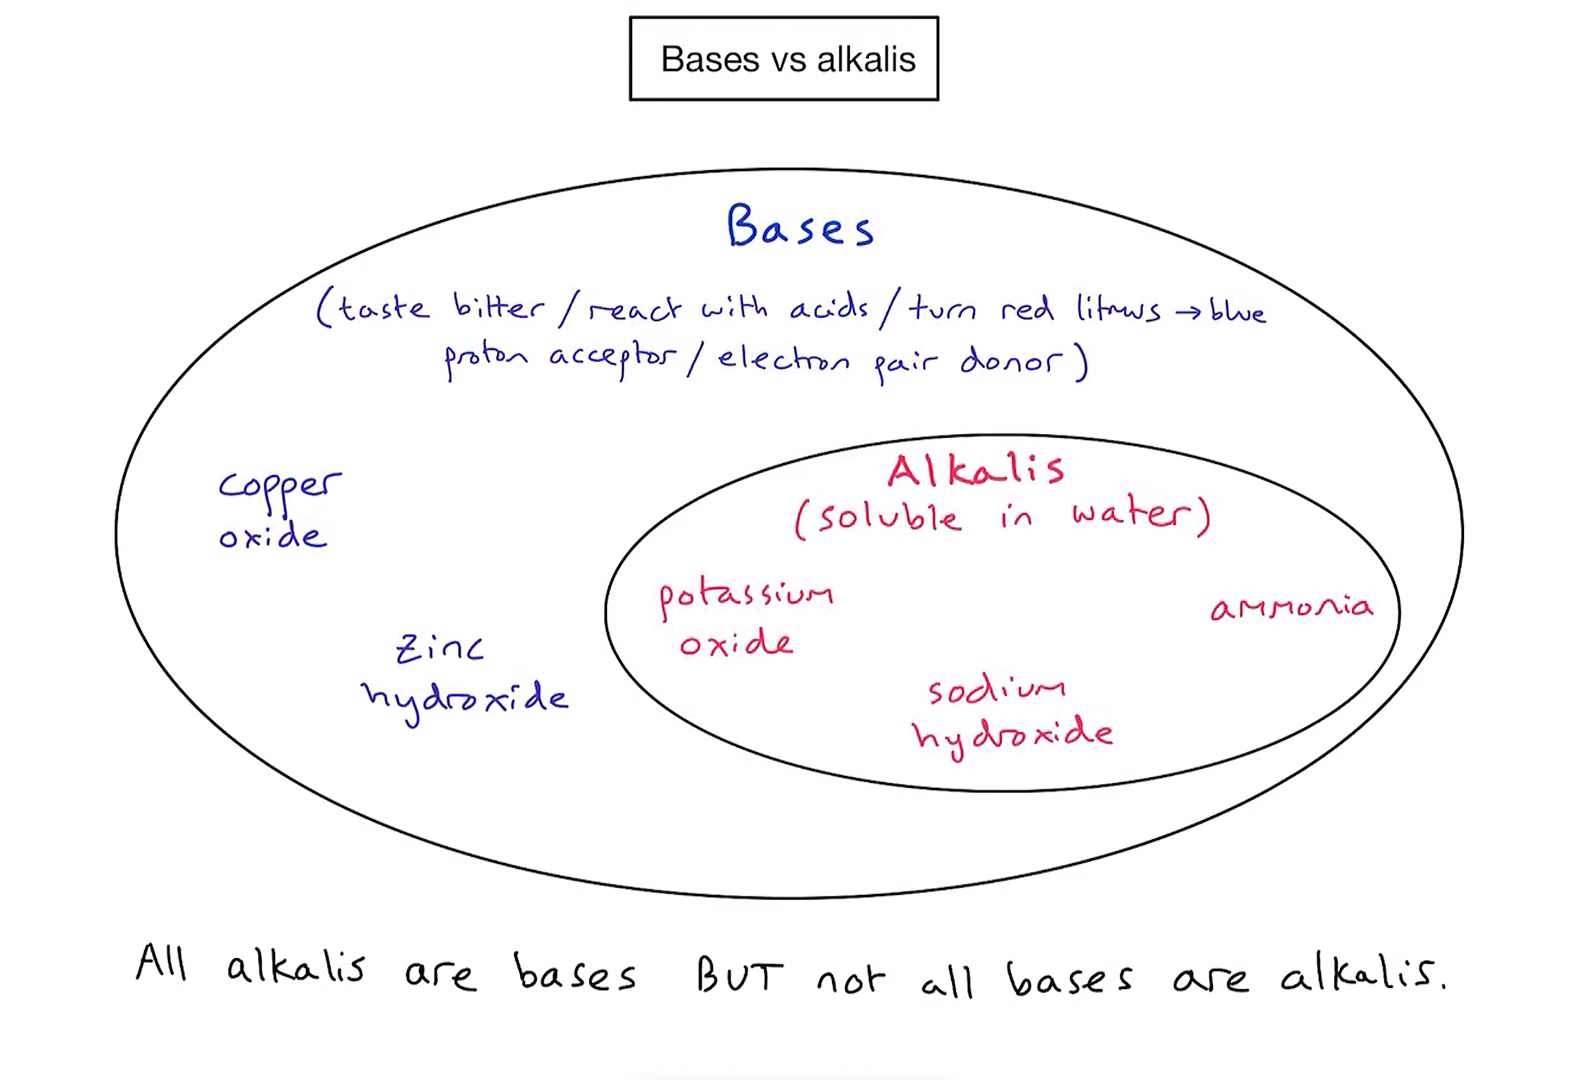 Bases vs alkalis
Bases
(taste bitter / react with acids / turn red litmus → blue
proton acceptor / electron pair donor)
copper
oxide
zinc
hydroxide
Alkalis
(soluble in water)
potassium
oxide
ammonia
sodium
hydroxide
All alkalis are bases BUT not all bases are alkalis.